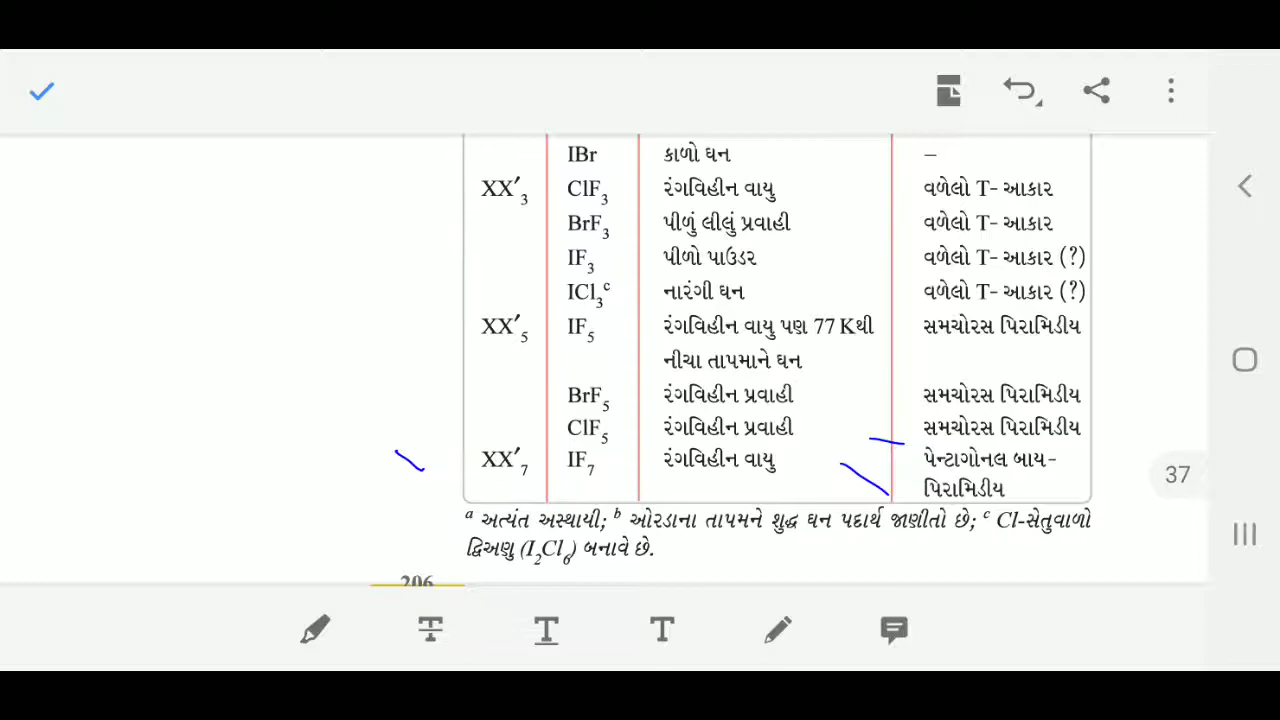 IBr કાળો ઘન –
XX′₃ ClF₃ રંગવિહીન વાયુ વળેલો T- આકાર
BrF₃ પીળું લીલું પ્રવાહી વળેલો T- આકાર
IF₃ પીળો પાઉડર વળેલો T- આકાર (?)
ICl₃ᶜ નારંગી ઘન વળેલો T- આકાર (?)
XX′₅ IF₅ રંગવિહીન વાયુ પણ 77 Kથી સમચોરસ પિરામિડીય
નીચા તાપમાને ઘન
BrF₅ રંગવિહીન પ્રવાહી સમચોરસ પિરામિડીય
ClF₅ રંગવિહીન પ્રવાહી સમચોરસ પિરામિડીય
XX′₇ IF₇ રંગવિહીન વાયુ પેન્ટાગોનલ બાય-
પિરામિડીય
ᵃ અત્યંત અસ્થાયી; ᵇ ઓરડાના તાપમને શુદ્ધ ઘન પદાર્થ જાણીતો છે; ᶜ Cl-સેતુવાળો
દ્વિઅણુ (I₂Cl₆) બનાવે છે.
206
37